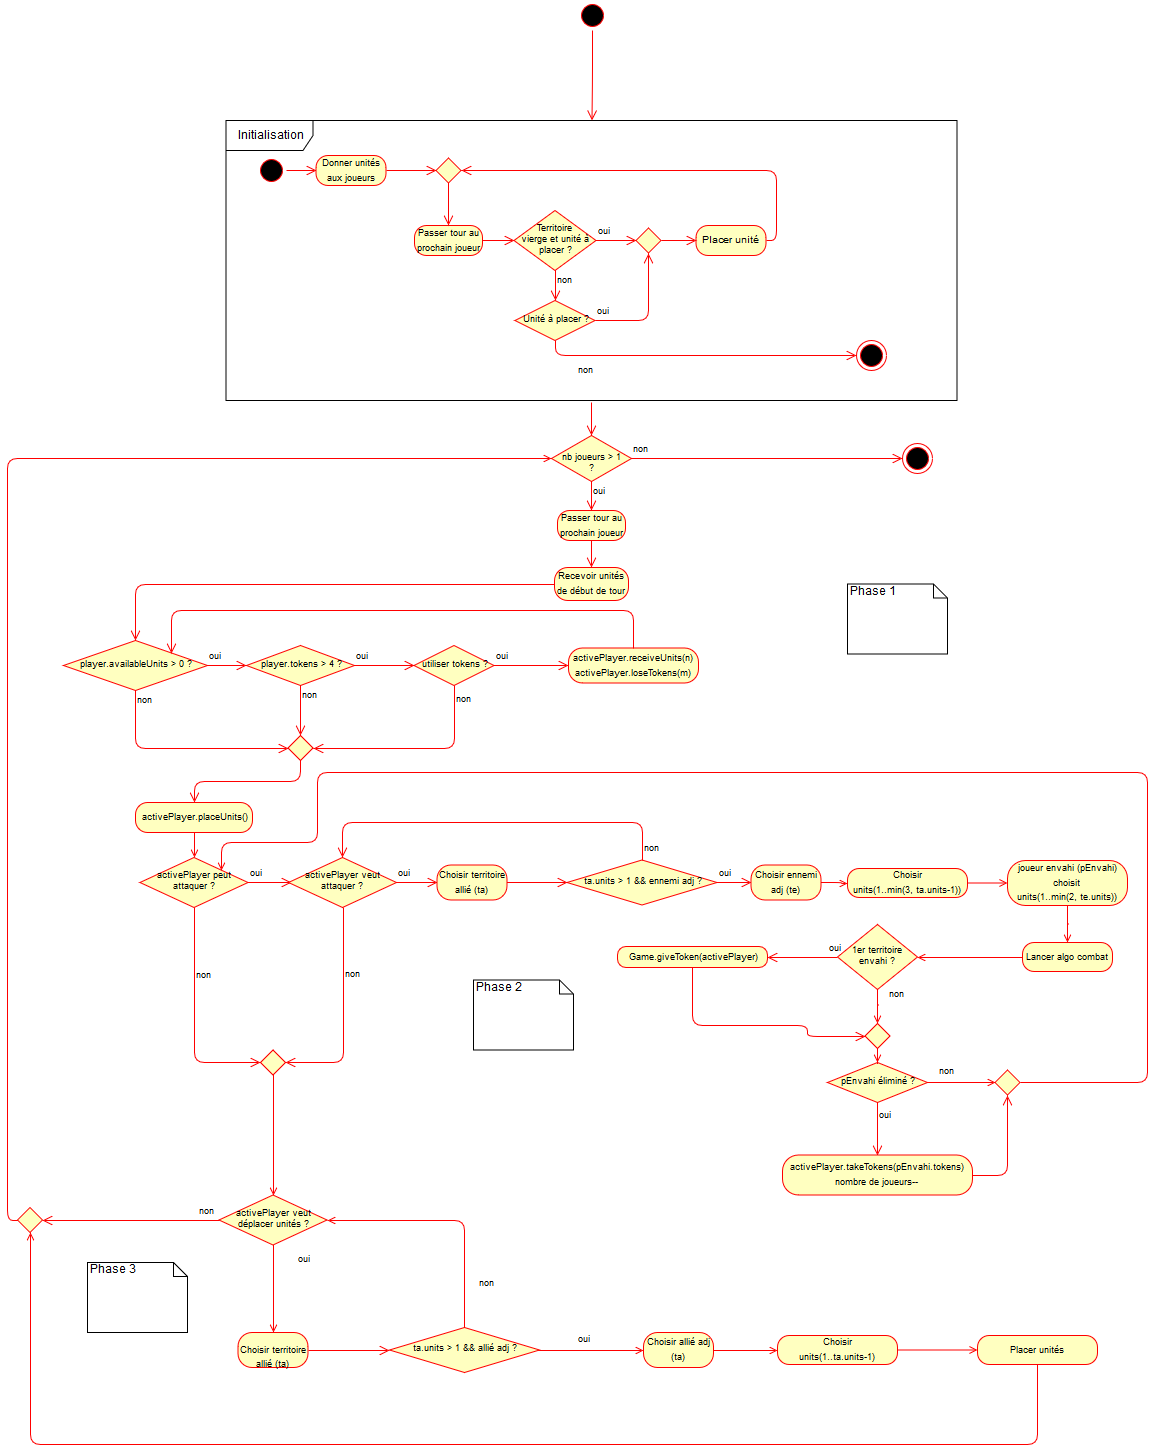 Initialisation
Donner unités
aux joueurs
Passer tour au
prochain joueur
Territoire
vierge et unité à
placer ?
oui
Placer unité
non
Unité à placer ?
oui
non
nb joueurs > 1
?
non
oui
Passer tour au
prochain joueur
Recevoir unités
de début de tour
Phase 1
player.availableUnits > 0 ?
oui
player.tokens > 4 ?
oui
utiliser tokens ?
oui
activePlayer.receiveUnits(n)
activePlayer.loseTokens(m)
non
non
non
activePlayer.placeUnits()
activePlayer peut
attaquer ?
oui
activePlayer veut
attaquer ?
oui
Choisir territoire
allié (ta)
non
ta.units > 1 && ennemi adj ?
oui
Choisir ennemi
adj (te)
Choisir
units(1..min(3, ta.units-1))
joueur envahi (pEnvahi)
choisit
units(1..min(2, te.units))
Lancer algo combat
1er territoire
envahi ?
oui
Game.giveToken(activePlayer)
non
non
non
Phase 2
pEnvahi éliminé ?
non
oui
activePlayer.takeTokens(pEnvahi.tokens)
nombre de joueurs--
activePlayer veut
déplacer unités ?
non
oui
Phase 3
Choisir territoire
allié (ta)
non
ta.units > 1 && allié adj ?
oui
Choisir allié adj
(ta)
Choisir
units(1..ta.units-1)
Placer unités